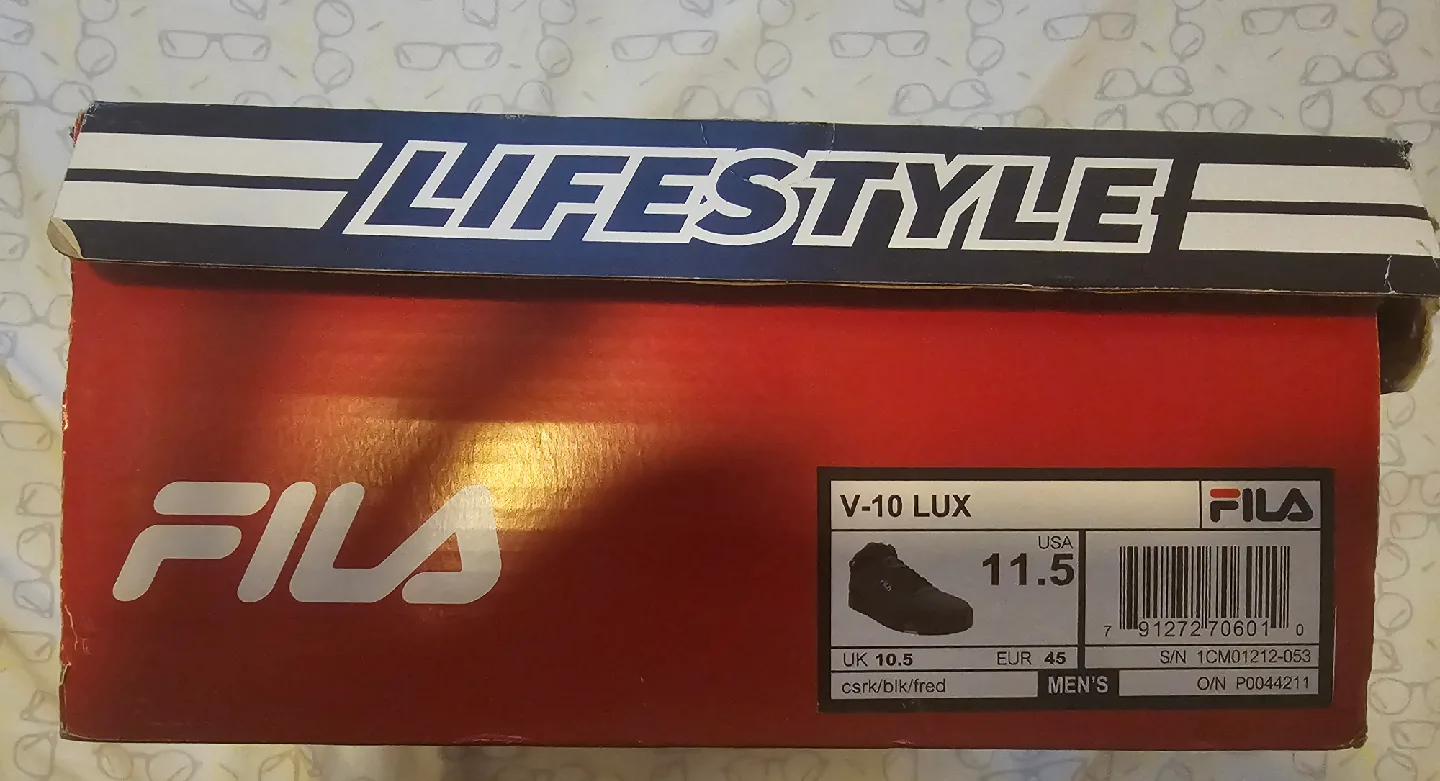 LIFESTYLE
FILA
V-10 LUX
FILA
USA
11.5
7 91272 70601 0
UK 10.5 EUR 45
S/N 1CM01212-053
csrk/blk/fred
MEN'S
O/N P0044211